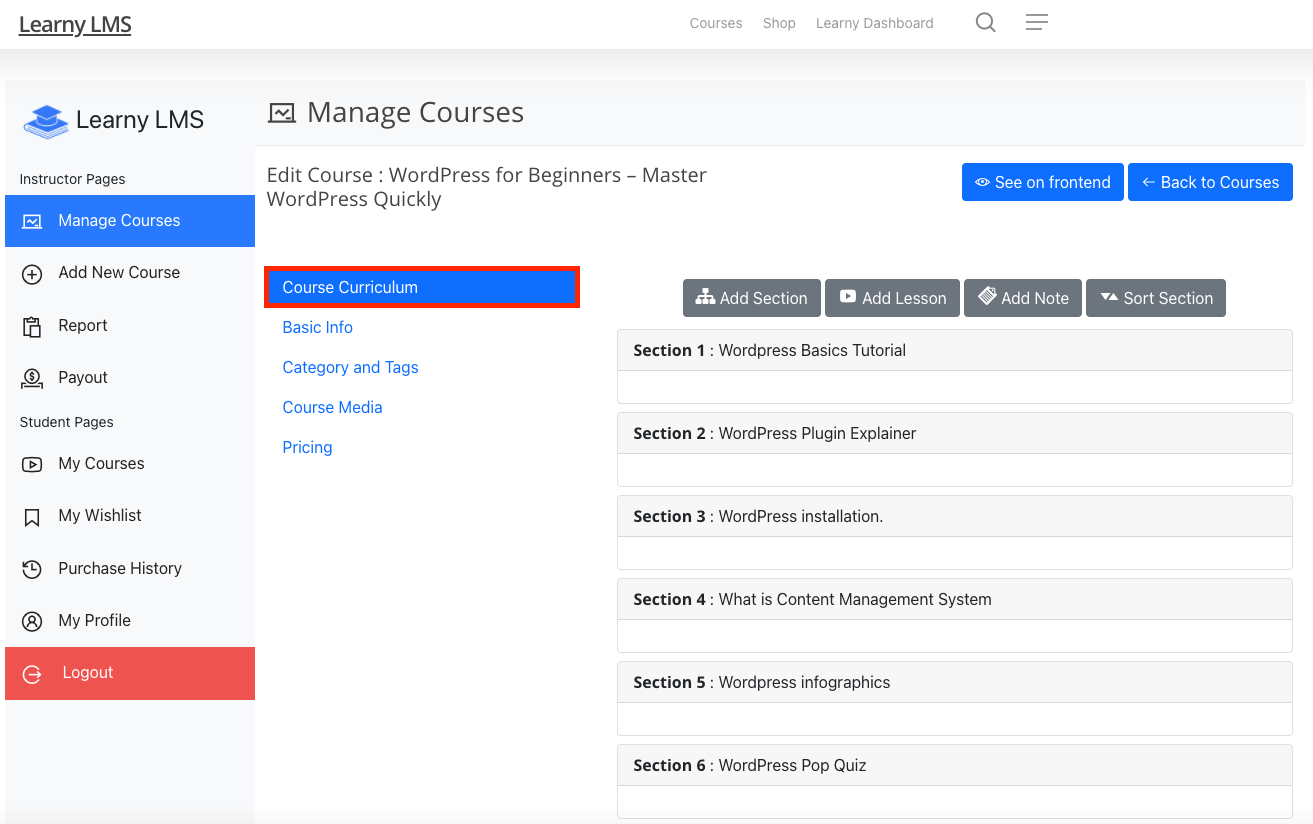 Learny LMS
Courses Shop Learny Dashboard
Learny LMS
Instructor Pages
Manage Courses
Add New Course
Report
Payout
Student Pages
My Courses
My Wishlist
Purchase History
My Profile
Logout
Manage Courses
Edit Course : WordPress for Beginners – Master
WordPress Quickly
See on frontend
Back to Courses
Course Curriculum
Basic Info
Category and Tags
Course Media
Pricing
Add Section Add Lesson Add Note Sort Section
Section 1 : Wordpress Basics Tutorial
Section 2 : WordPress Plugin Explainer
Section 3 : WordPress installation.
Section 4 : What is Content Management System
Section 5 : Wordpress infographics
Section 6 : WordPress Pop Quiz